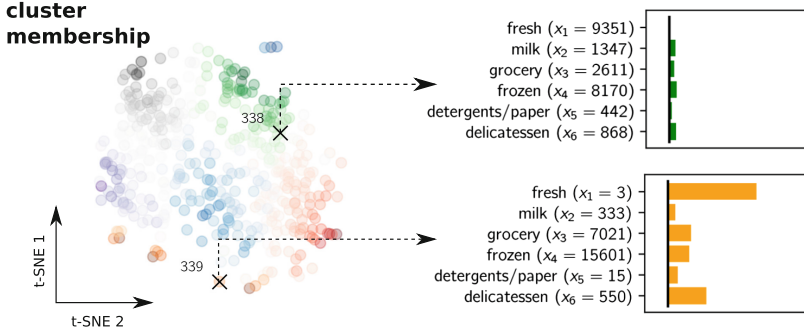 cluster
membership
338
339
t-SNE 1
t-SNE 2
fresh (x₁ = 9351)
milk (x₂ = 1347)
grocery (x₃ = 2611)
frozen (x₄ = 8170)
detergents/paper (x₅ = 442)
delicatessen (x₆ = 868)
fresh (x₁ = 3)
milk (x₂ = 333)
grocery (x₃ = 7021)
frozen (x₄ = 15601)
detergents/paper (x₅ = 15)
delicatessen (x₆ = 550)